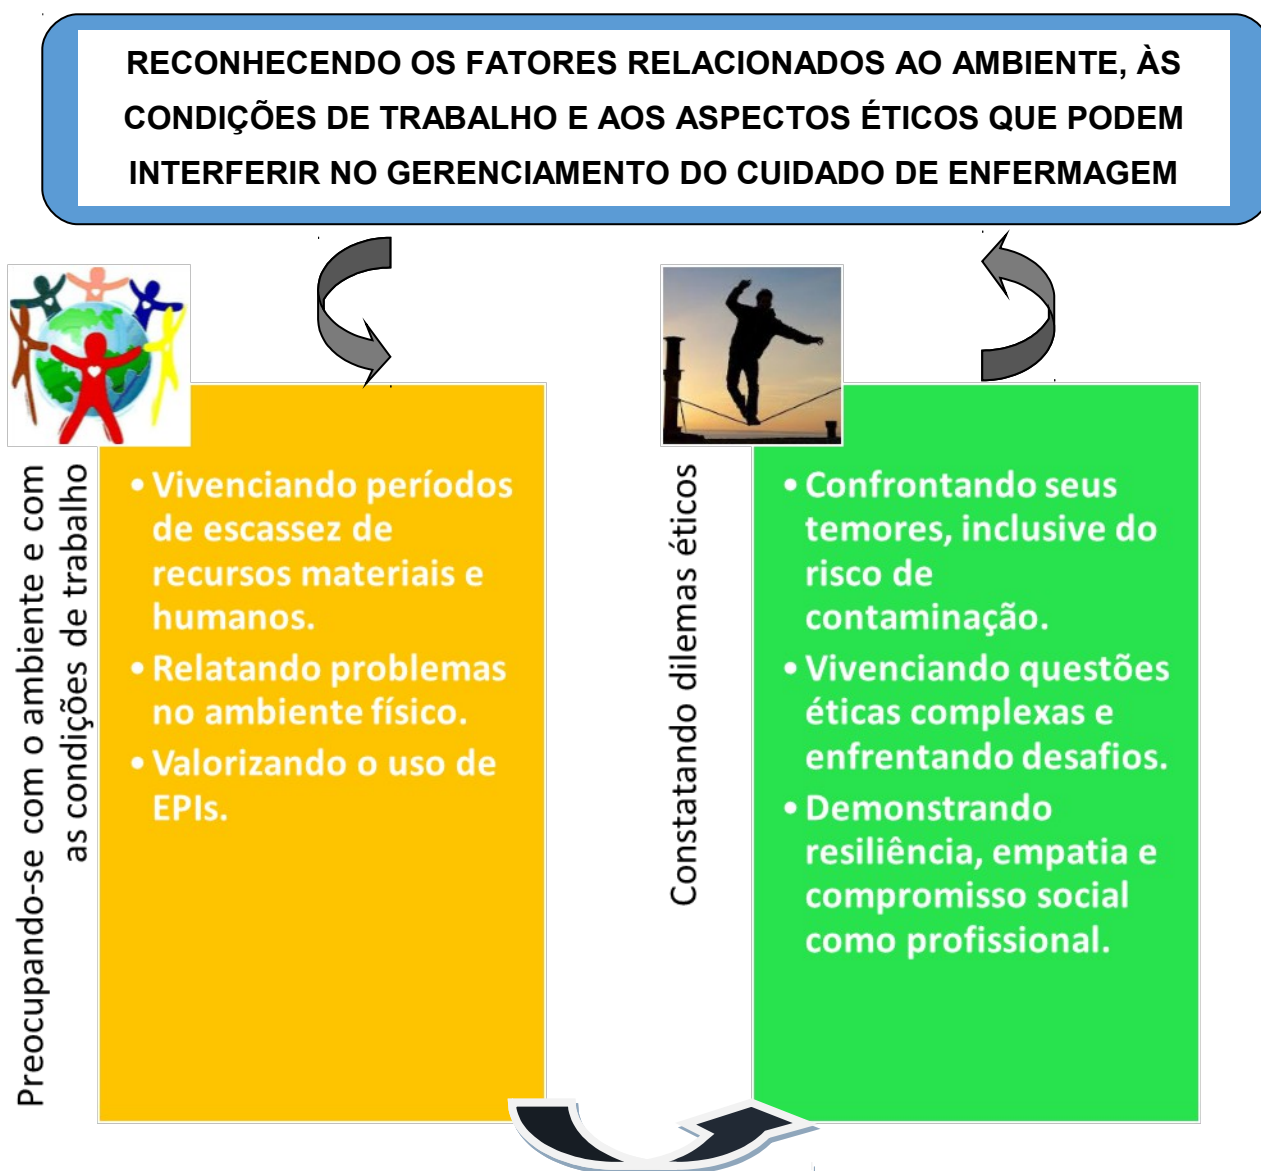 RECONHECENDO OS FATORES RELACIONADOS AO AMBIENTE, ÀS
CONDIÇÕES DE TRABALHO E AOS ASPECTOS ÉTICOS QUE PODEM
INTERFERIR NO GERENCIAMENTO DO CUIDADO DE ENFERMAGEM
Preocupando-se com o ambiente e com
as condições de trabalho
• Vivenciando períodos
de escassez de
recursos materiais e
humanos.
• Relatando problemas
no ambiente físico.
• Valorizando o uso de
EPIs.
Constatando dilemas éticos
• Confrontando seus
temores, inclusive do
risco de
contaminação.
• Vivenciando questões
éticas complexas e
enfrentando desafios.
• Demonstrando
resiliência, empatia e
compromisso social
como profissional.